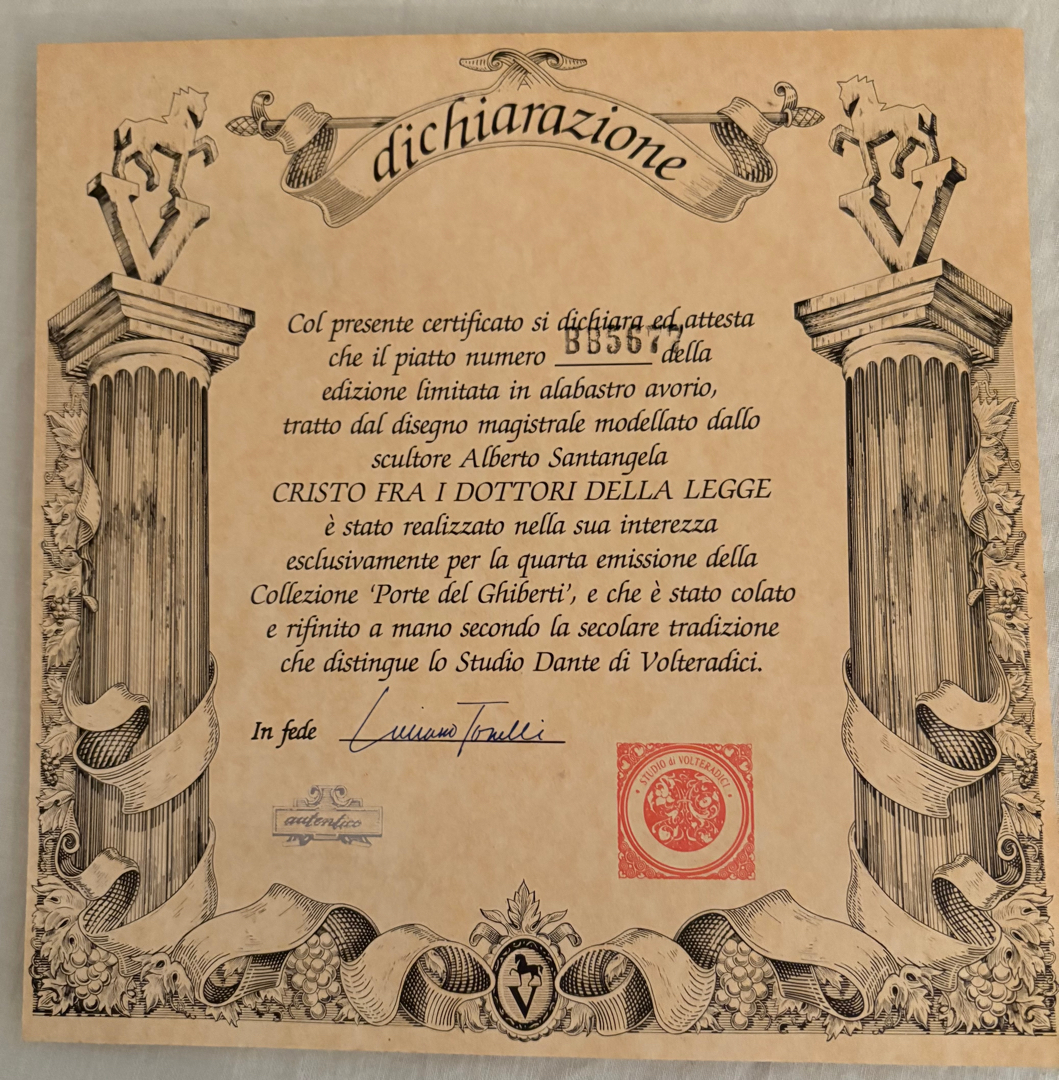 dichiarazione
Col presente certificato si dichiara ed attesta
che il piatto numero BB5677 della
edizione limitata in alabastro avorio,
tratto dal disegno magistrale modellato dallo
scultore Alberto Santangela
CRISTO FRA I DOTTORI DELLA LEGGE
è stato realizzato nella sua interezza
esclusivamente per la quarta emissione della
Collezione ‘Porte del Ghiberti’, e che è stato colato
e rifinito a mano secondo la secolare tradizione
che distingue lo Studio Dante di Volteradici.
In fede Luciano Tonelli
autentico
STUDIO di VOLTERADICI
V
V
V